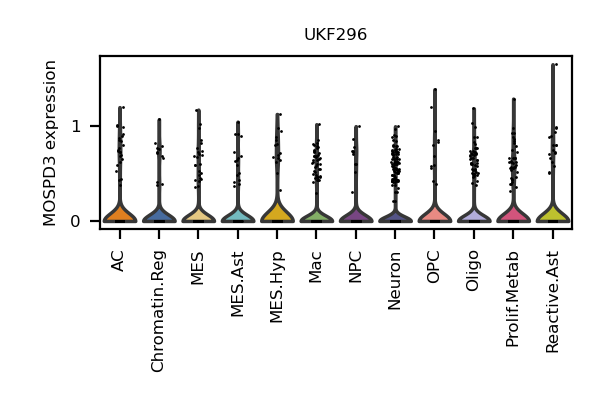 UKF296
MOSPD3 expression
1
0
AC
Chromatin.Reg
MES
MES.Ast
MES.Hyp
Mac
NPC
Neuron
OPC
Oligo
Prolif.Metab
Reactive.Ast